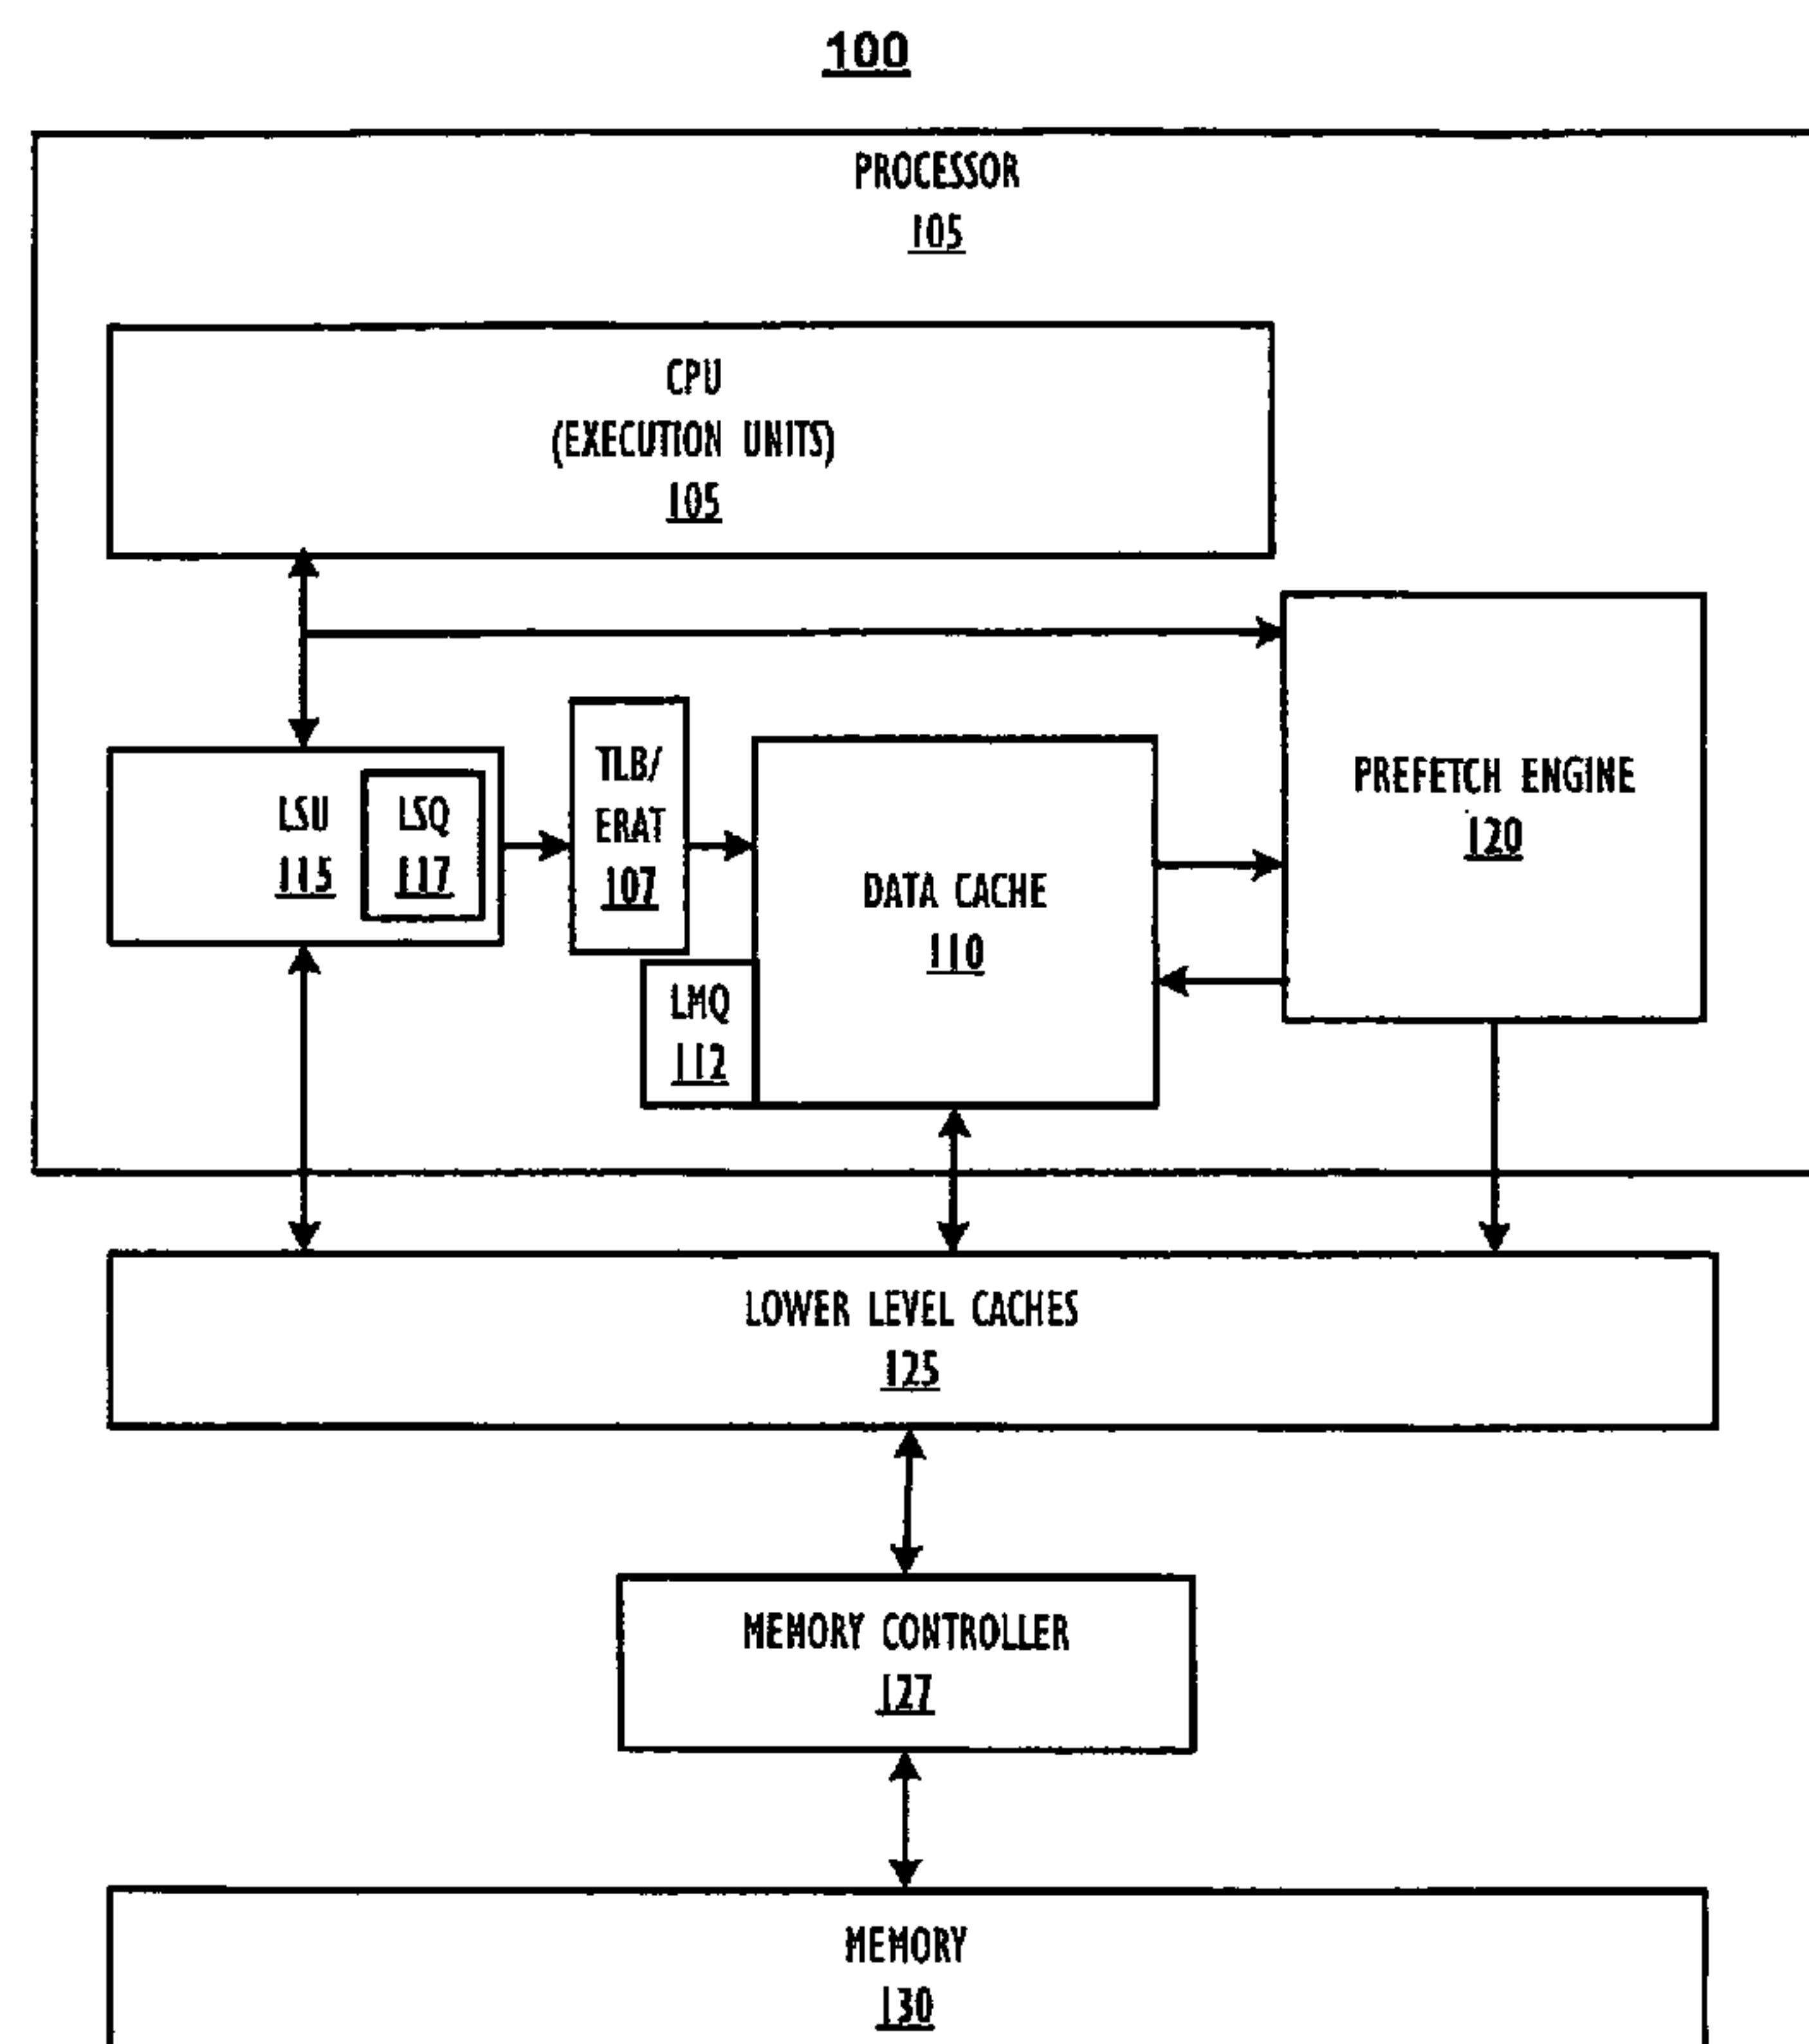 100
PROCESSOR
105
CPU
(EXECUTION UNITS)
105
LSU
115
LSQ
117
TLB/
ERAT
107
DATA CACHE
110
LMQ
112
PREFETCH ENGINE
120
LOWER LEVEL CACHES
125
MEMORY CONTROLLER
127
MEMORY
130